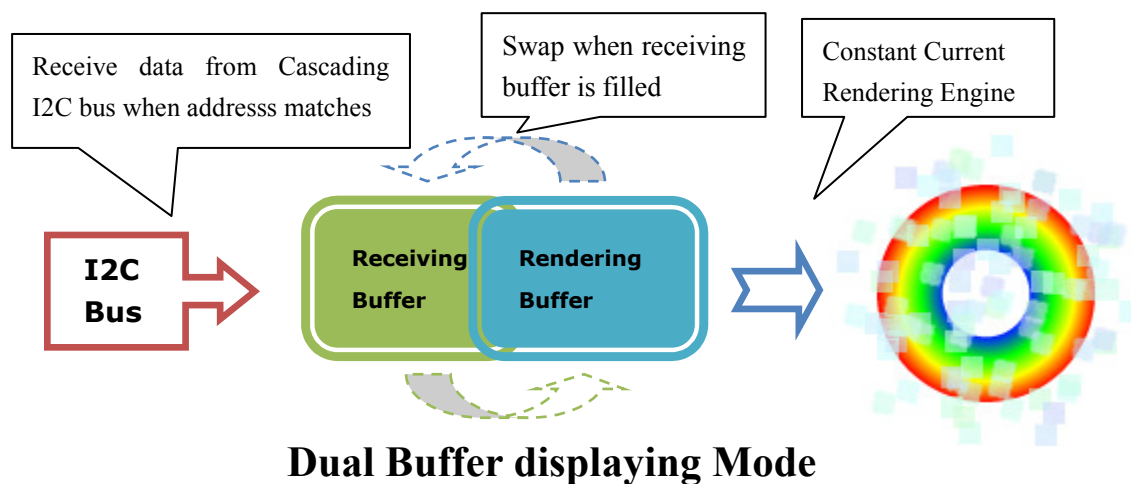 Receive data from Cascading
I2C bus when addresss matches
Swap when receiving
buffer is filled
Constant Current
Rendering Engine
I2C
Bus
Receiving
Buffer
Rendering
Buffer
Dual Buffer displaying Mode